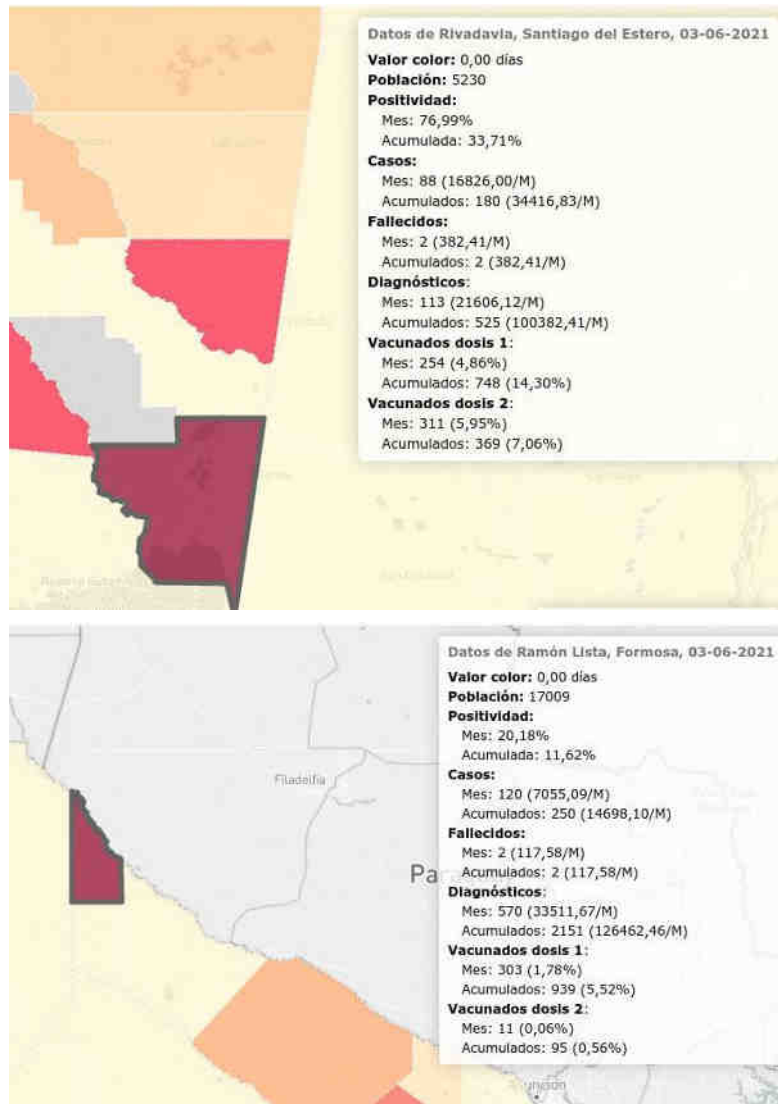 Datos de Rivadavia, Santiago del Estero, 03-06-2021
Valor color: 0,00 días
Población: 5230
Positividad:
Mes: 76,99%
Acumulada: 33,71%
Casos:
Mes: 88 (16826,00/M)
Acumulados: 180 (34416,83/M)
Fallecidos:
Mes: 2 (382,41/M)
Acumulados: 2 (382,41/M)
Diagnósticos:
Mes: 113 (21606,12/M)
Acumulados: 525 (100382,41/M)
Vacunados dosis 1:
Mes: 254 (4,86%)
Acumulados: 748 (14,30%)
Vacunados dosis 2:
Mes: 311 (5,95%)
Acumulados: 369 (7,06%)
Datos de Ramón Lista, Formosa, 03-06-2021
Valor color: 0,00 días
Población: 17009
Positividad:
Mes: 20,18%
Acumulada: 11,62%
Casos:
Mes: 120 (7055,09/M)
Acumulados: 250 (14698,10/M)
Fallecidos:
Mes: 2 (117,58/M)
Acumulados: 2 (117,58/M)
Diagnósticos:
Mes: 570 (33511,67/M)
Acumulados: 2151 (126462,46/M)
Vacunados dosis 1:
Mes: 303 (1,78%)
Acumulados: 939 (5,52%)
Vacunados dosis 2:
Mes: 11 (0,06%)
Acumulados: 95 (0,56%)
Filadelfia